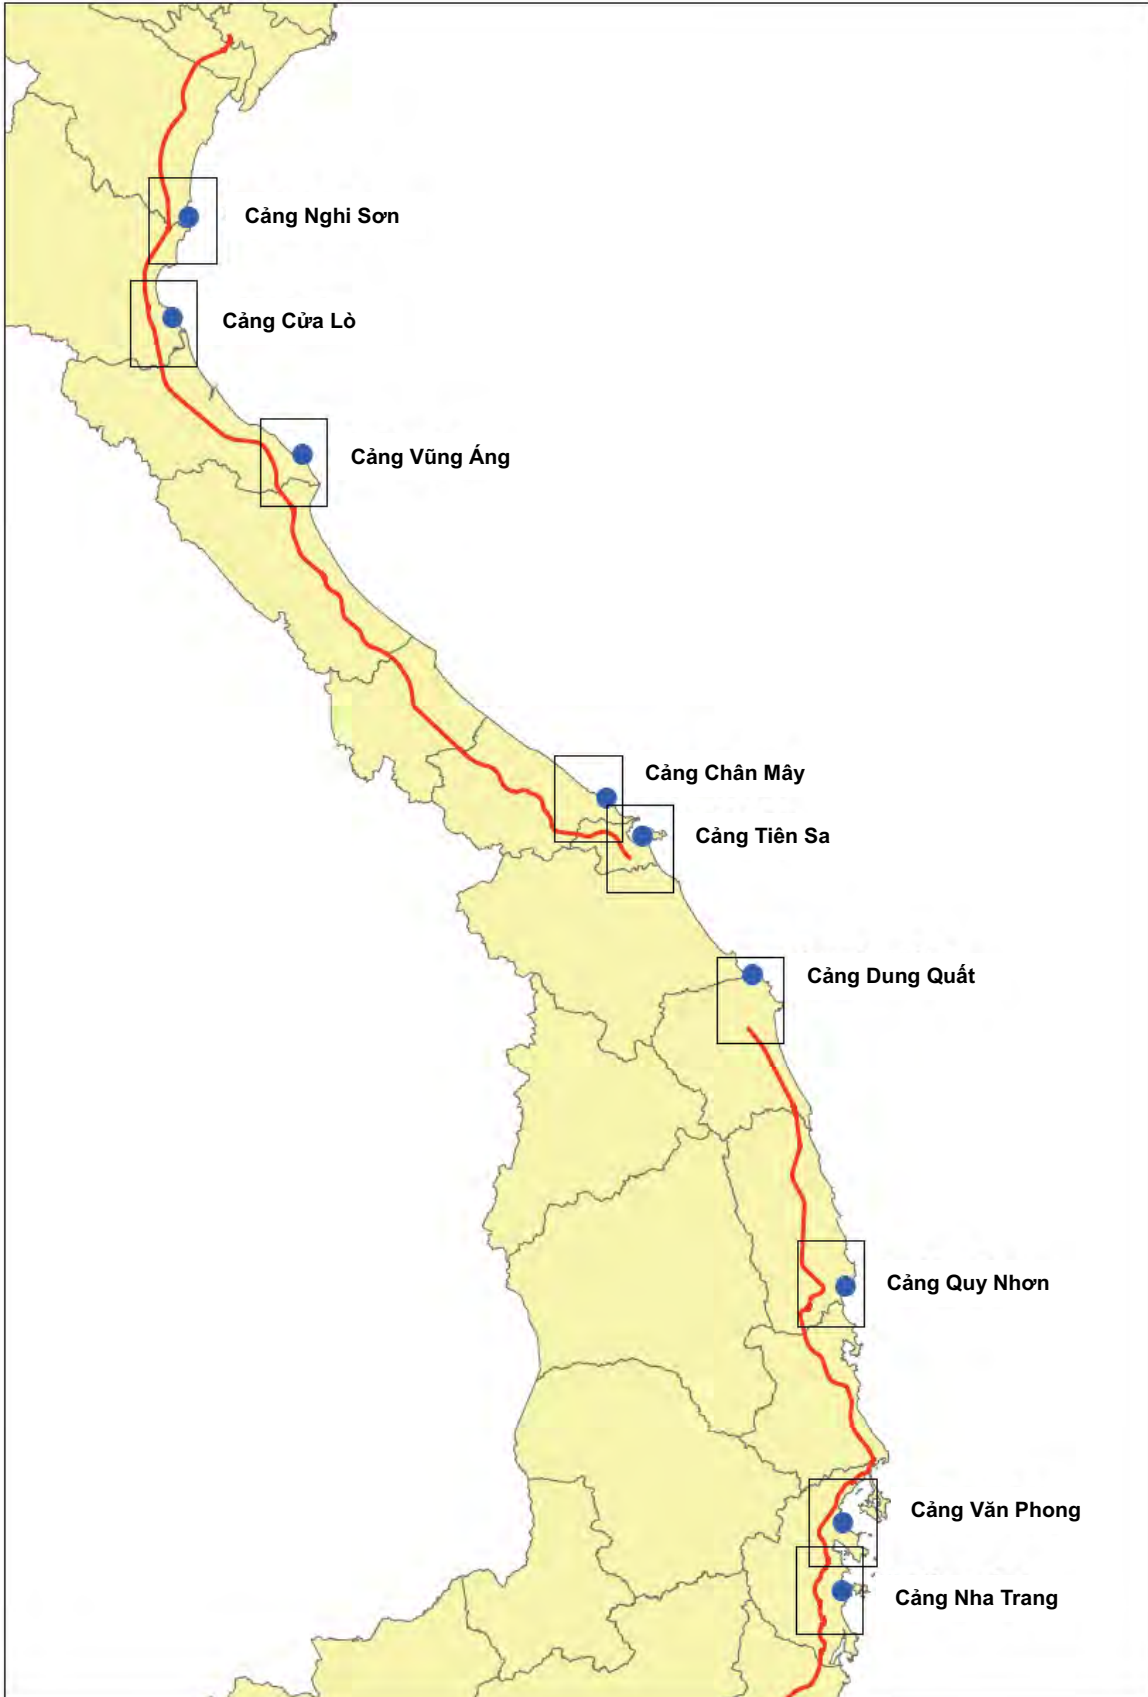 Cảng Nghi Sơn
Cảng Cửa Lò
Cảng Vũng Áng
Cảng Chân Mây
Cảng Tiên Sa
Cảng Dung Quất
Cảng Quy Nhơn
Cảng Văn Phong
Cảng Nha Trang